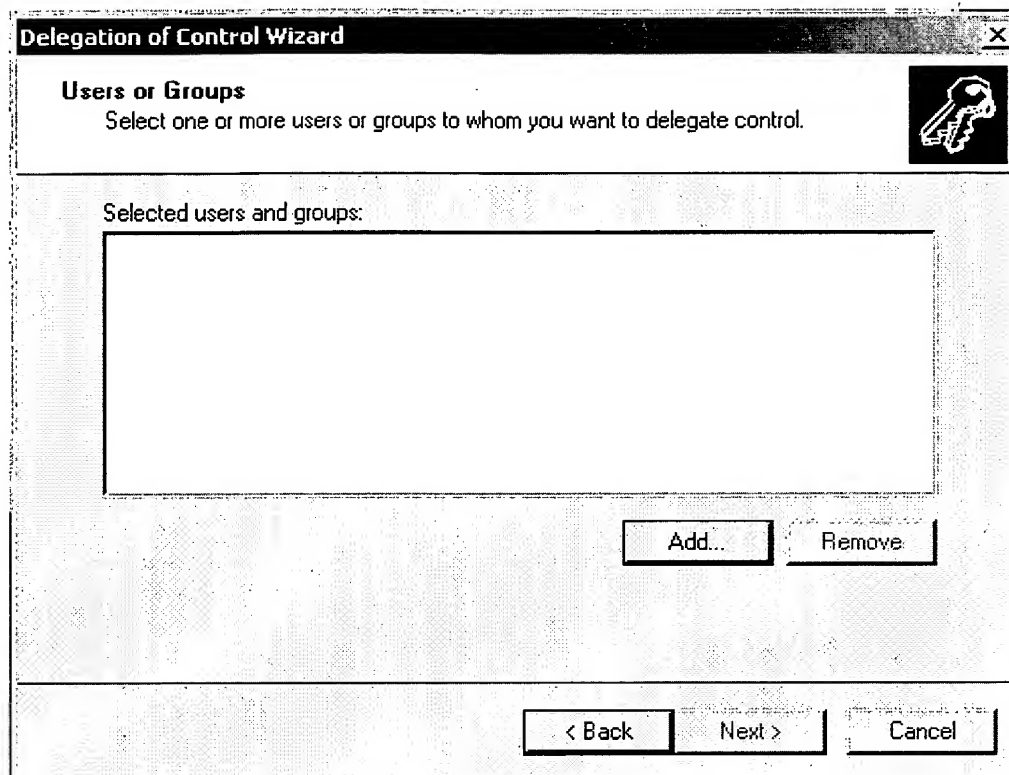 Delegation of Control Wizard
Users or Groups
Select one or more users or groups to whom you want to delegate control.
Selected users and groups:
Add... Remove
< Back Next > Cancel